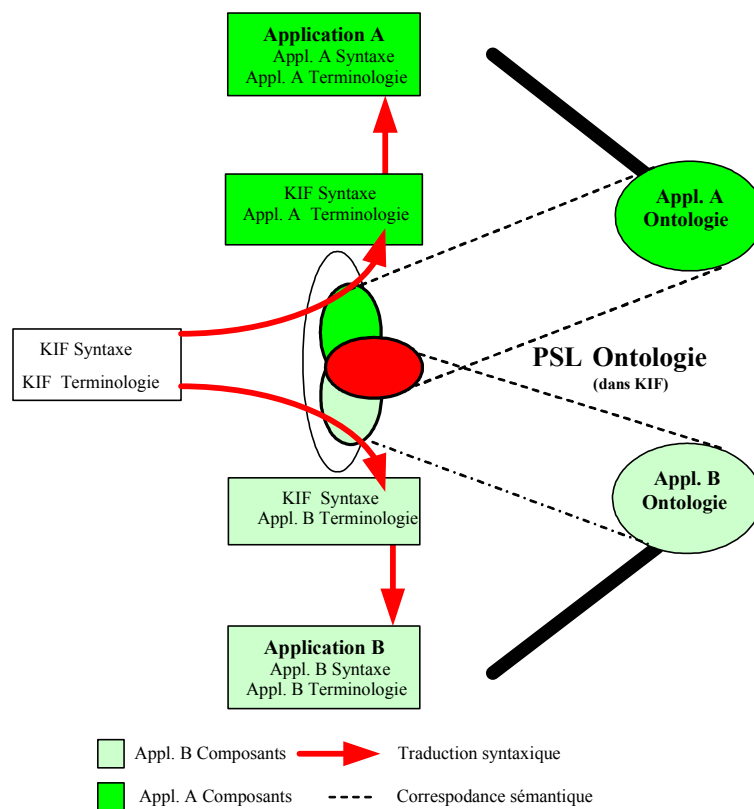 Application A
Appl. A Syntaxe
Appl. A Terminologie
KIF Syntaxe
Appl. A Terminologie
Appl. A
Ontologie
KIF Syntaxe
KIF Terminologie
PSL Ontologie
(dans KIF)
Appl. B
Ontologie
KIF Syntaxe
Appl. B Terminologie
Application B
Appl. B Syntaxe
Appl. B Terminologie
Appl. B Composants
Traduction syntaxique
Appl. A Composants
Correspodance sémantique